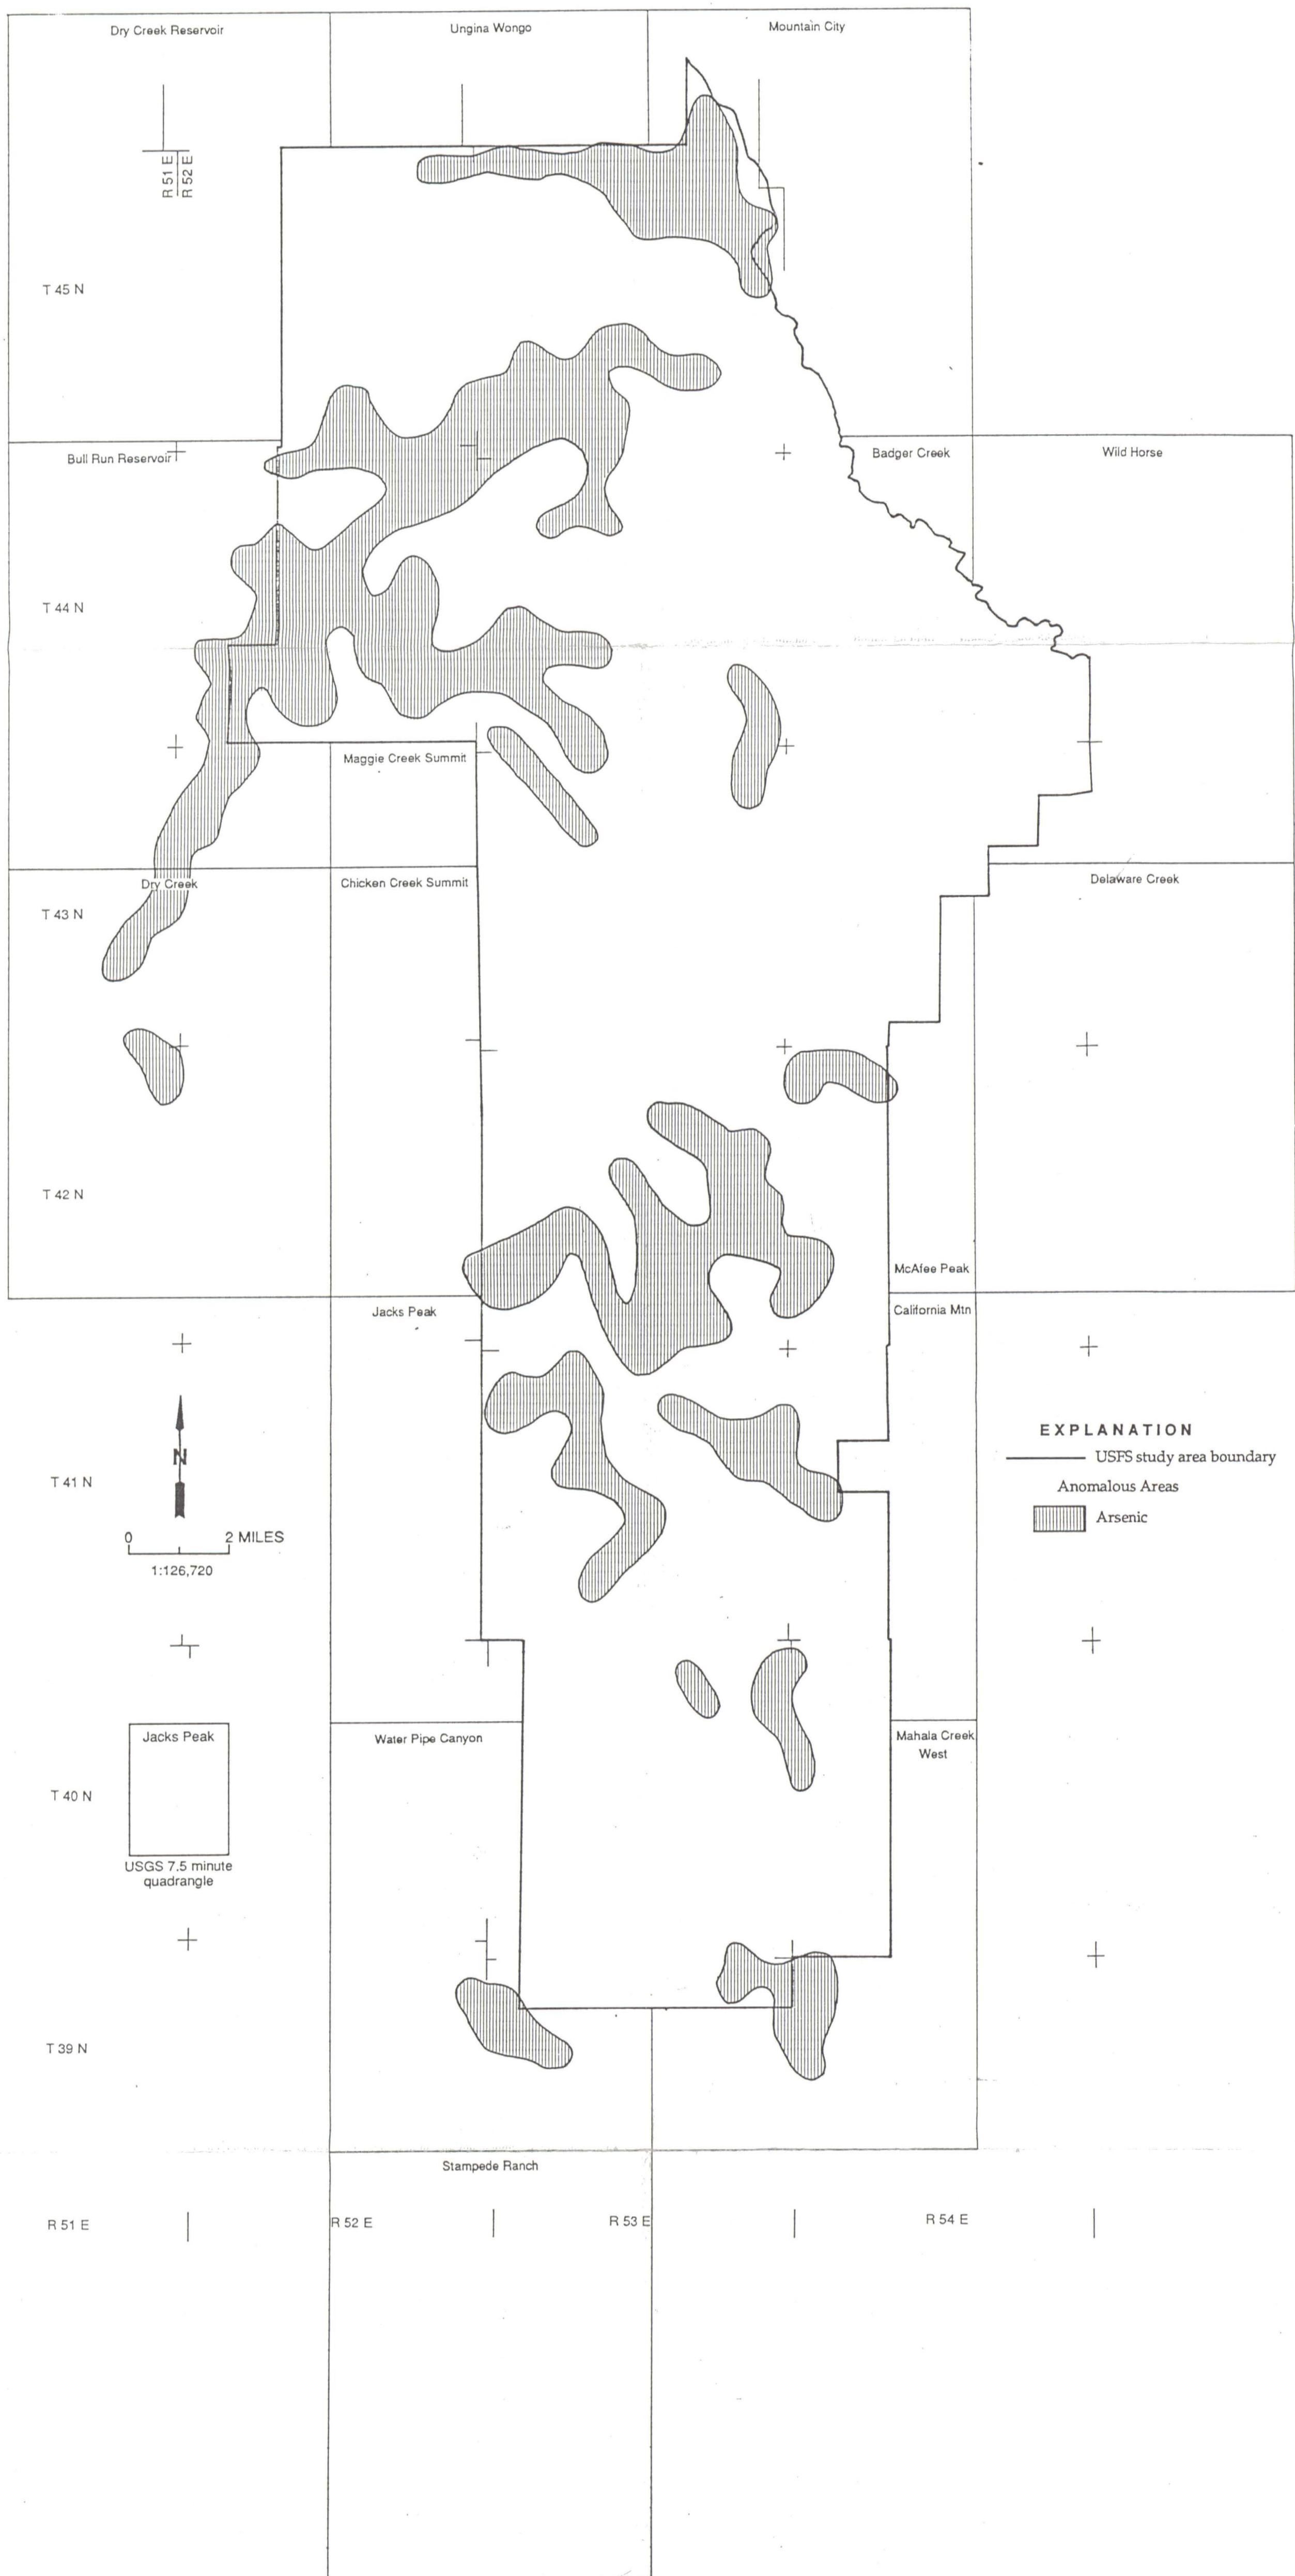 Dry Creek Reservoir
Ungina Wongo
Mountain City
R 51 E
R 52 E
T 45 N
Bull Run Reservoir
Badger Creek
Wild Horse
T 44 N
Maggie Creek Summit
Dry Creek
Chicken Creek Summit
Delaware Creek
T 43 N
T 42 N
McAfee Peak
Jacks Peak
California Mtn
EXPLANATION
USFS study area boundary
Anomalous Areas
Arsenic
N
T 41 N
0 2 MILES
1:126,720
Jacks Peak
Water Pipe Canyon
Mahala Creek
West
T 40 N
USGS 7.5 minute
quadrangle
T 39 N
Stampede Ranch
R 51 E
R 52 E
R 53 E
R 54 E